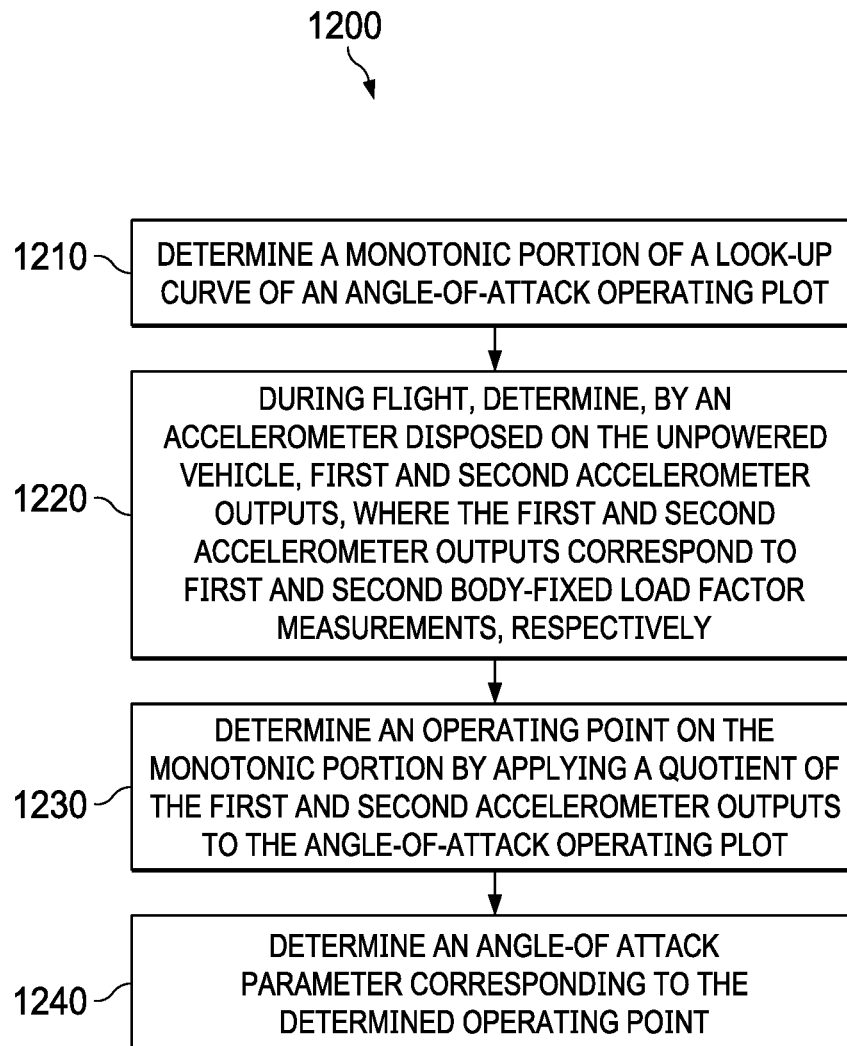 1200
1210
DETERMINE A MONOTONIC PORTION OF A LOOK-UP
CURVE OF AN ANGLE-OF-ATTACK OPERATING PLOT
1220
DURING FLIGHT, DETERMINE, BY AN
ACCELEROMETER DISPOSED ON THE UNPOWERED
VEHICLE, FIRST AND SECOND ACCELEROMETER
OUTPUTS, WHERE THE FIRST AND SECOND
ACCELEROMETER OUTPUTS CORRESPOND TO
FIRST AND SECOND BODY-FIXED LOAD FACTOR
MEASUREMENTS, RESPECTIVELY
1230
DETERMINE AN OPERATING POINT ON THE
MONOTONIC PORTION BY APPLYING A QUOTIENT OF
THE FIRST AND SECOND ACCELEROMETER OUTPUTS
TO THE ANGLE-OF-ATTACK OPERATING PLOT
1240
DETERMINE AN ANGLE-OF ATTACK
PARAMETER CORRESPONDING TO THE
DETERMINED OPERATING POINT